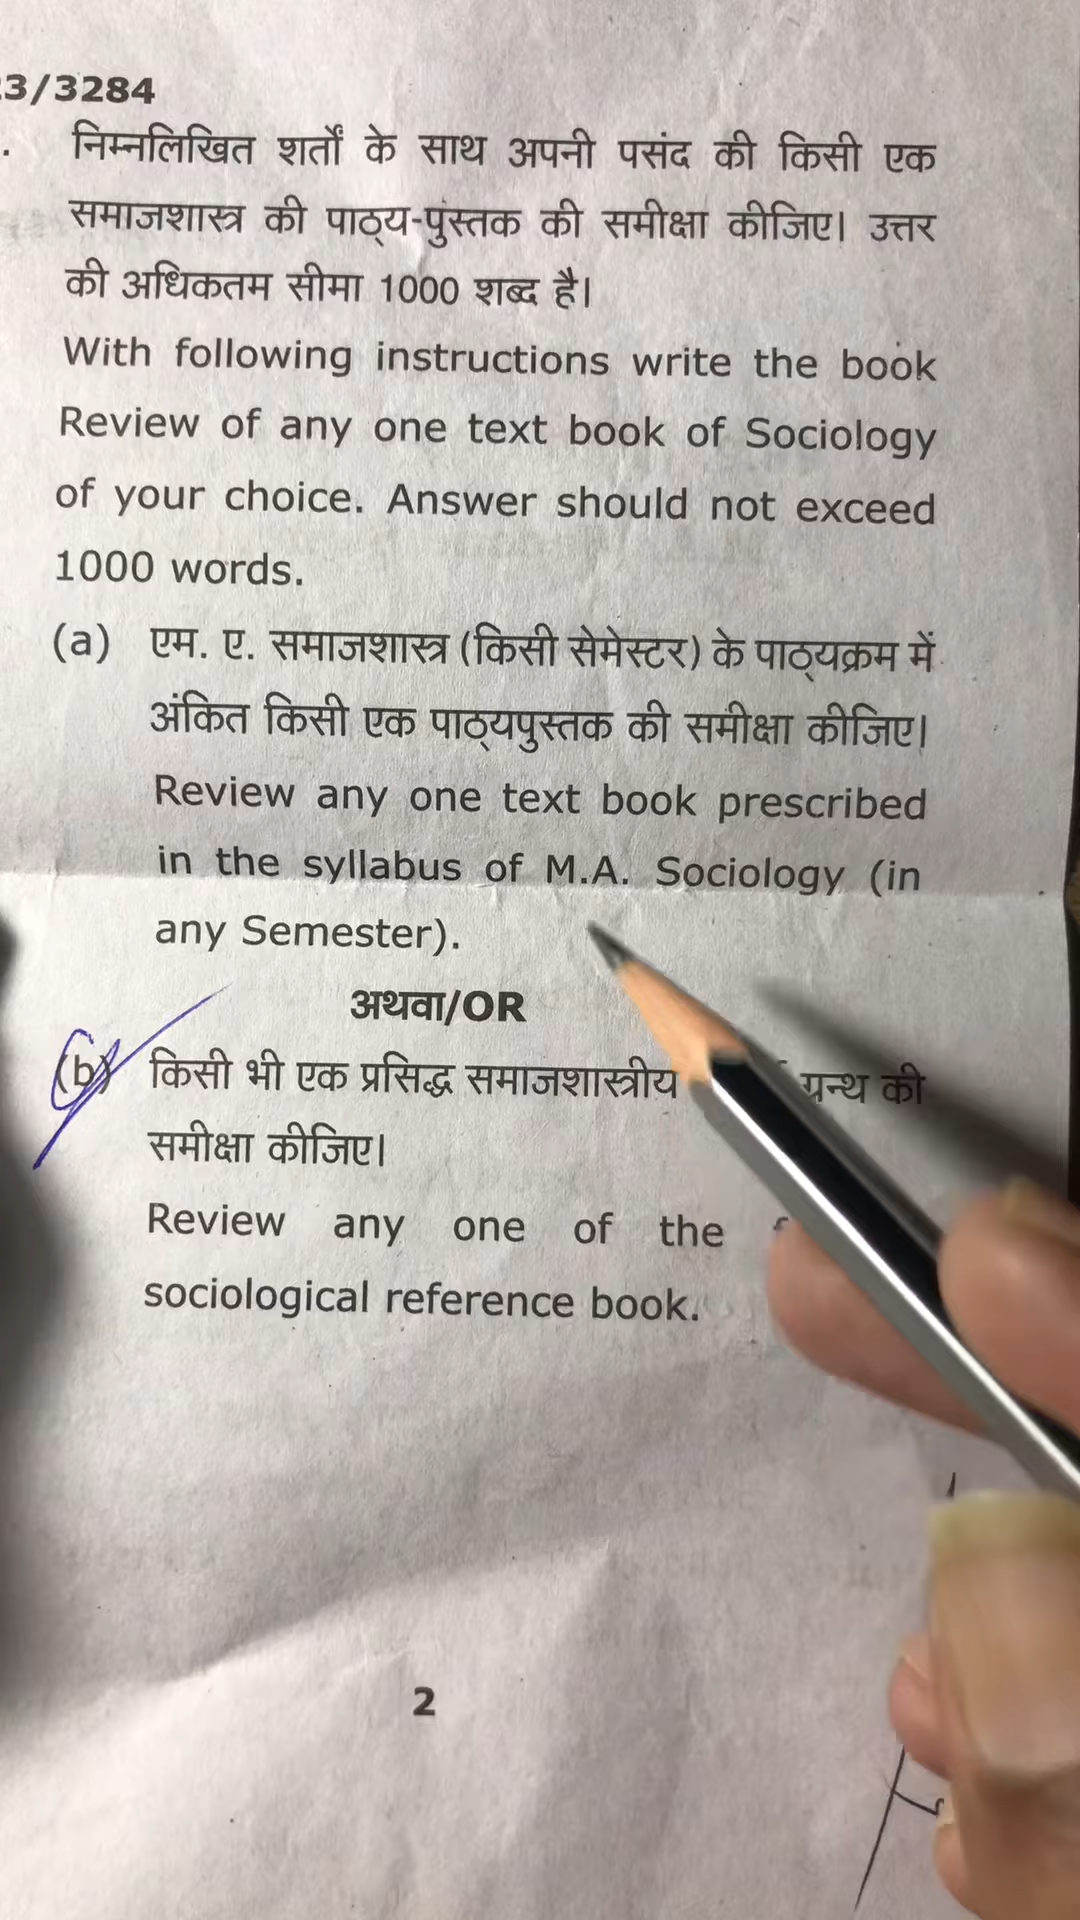 3/3284
. निम्नलिखित शर्तों के साथ अपनी पसंद की किसी एक
समाजशास्त्र की पाठ्य-पुस्तक की समीक्षा कीजिए। उत्तर
की अधिकतम सीमा 1000 शब्द है।
With following instructions write the book
Review of any one text book of Sociology
of your choice. Answer should not exceed
1000 words.
(a) एम. ए. समाजशास्त्र (किसी सेमेस्टर) के पाठ्यक्रम में
अंकित किसी एक पाठ्यपुस्तक की समीक्षा कीजिए।
Review any one text book prescribed
in the syllabus of M.A. Sociology (in
any Semester).
अथवा/OR
(b) किसी भी एक प्रसिद्ध समाजशास्त्रीय ग्रन्थ की
समीक्षा कीजिए।
Review any one of the
sociological reference book.
2